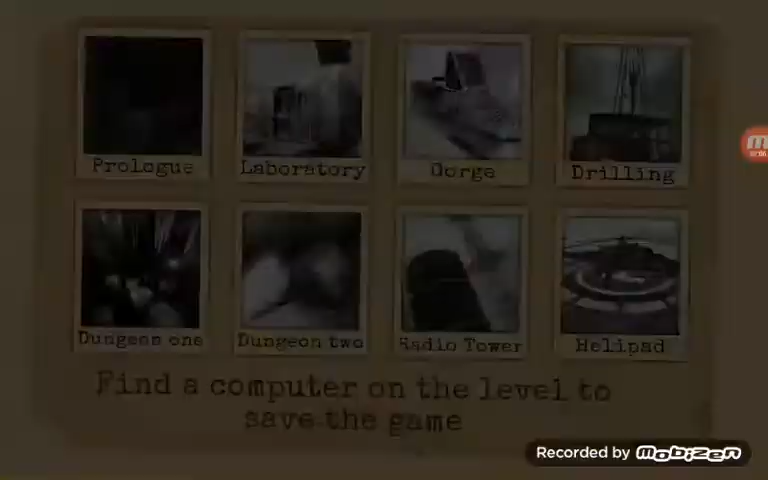 Prologue
Laboratory
Gorge
Drilling
Dungeon one
Dungeon two
Radio Tower
Helipad
Find a computer on the level to
save the game
Recorded by mobizen